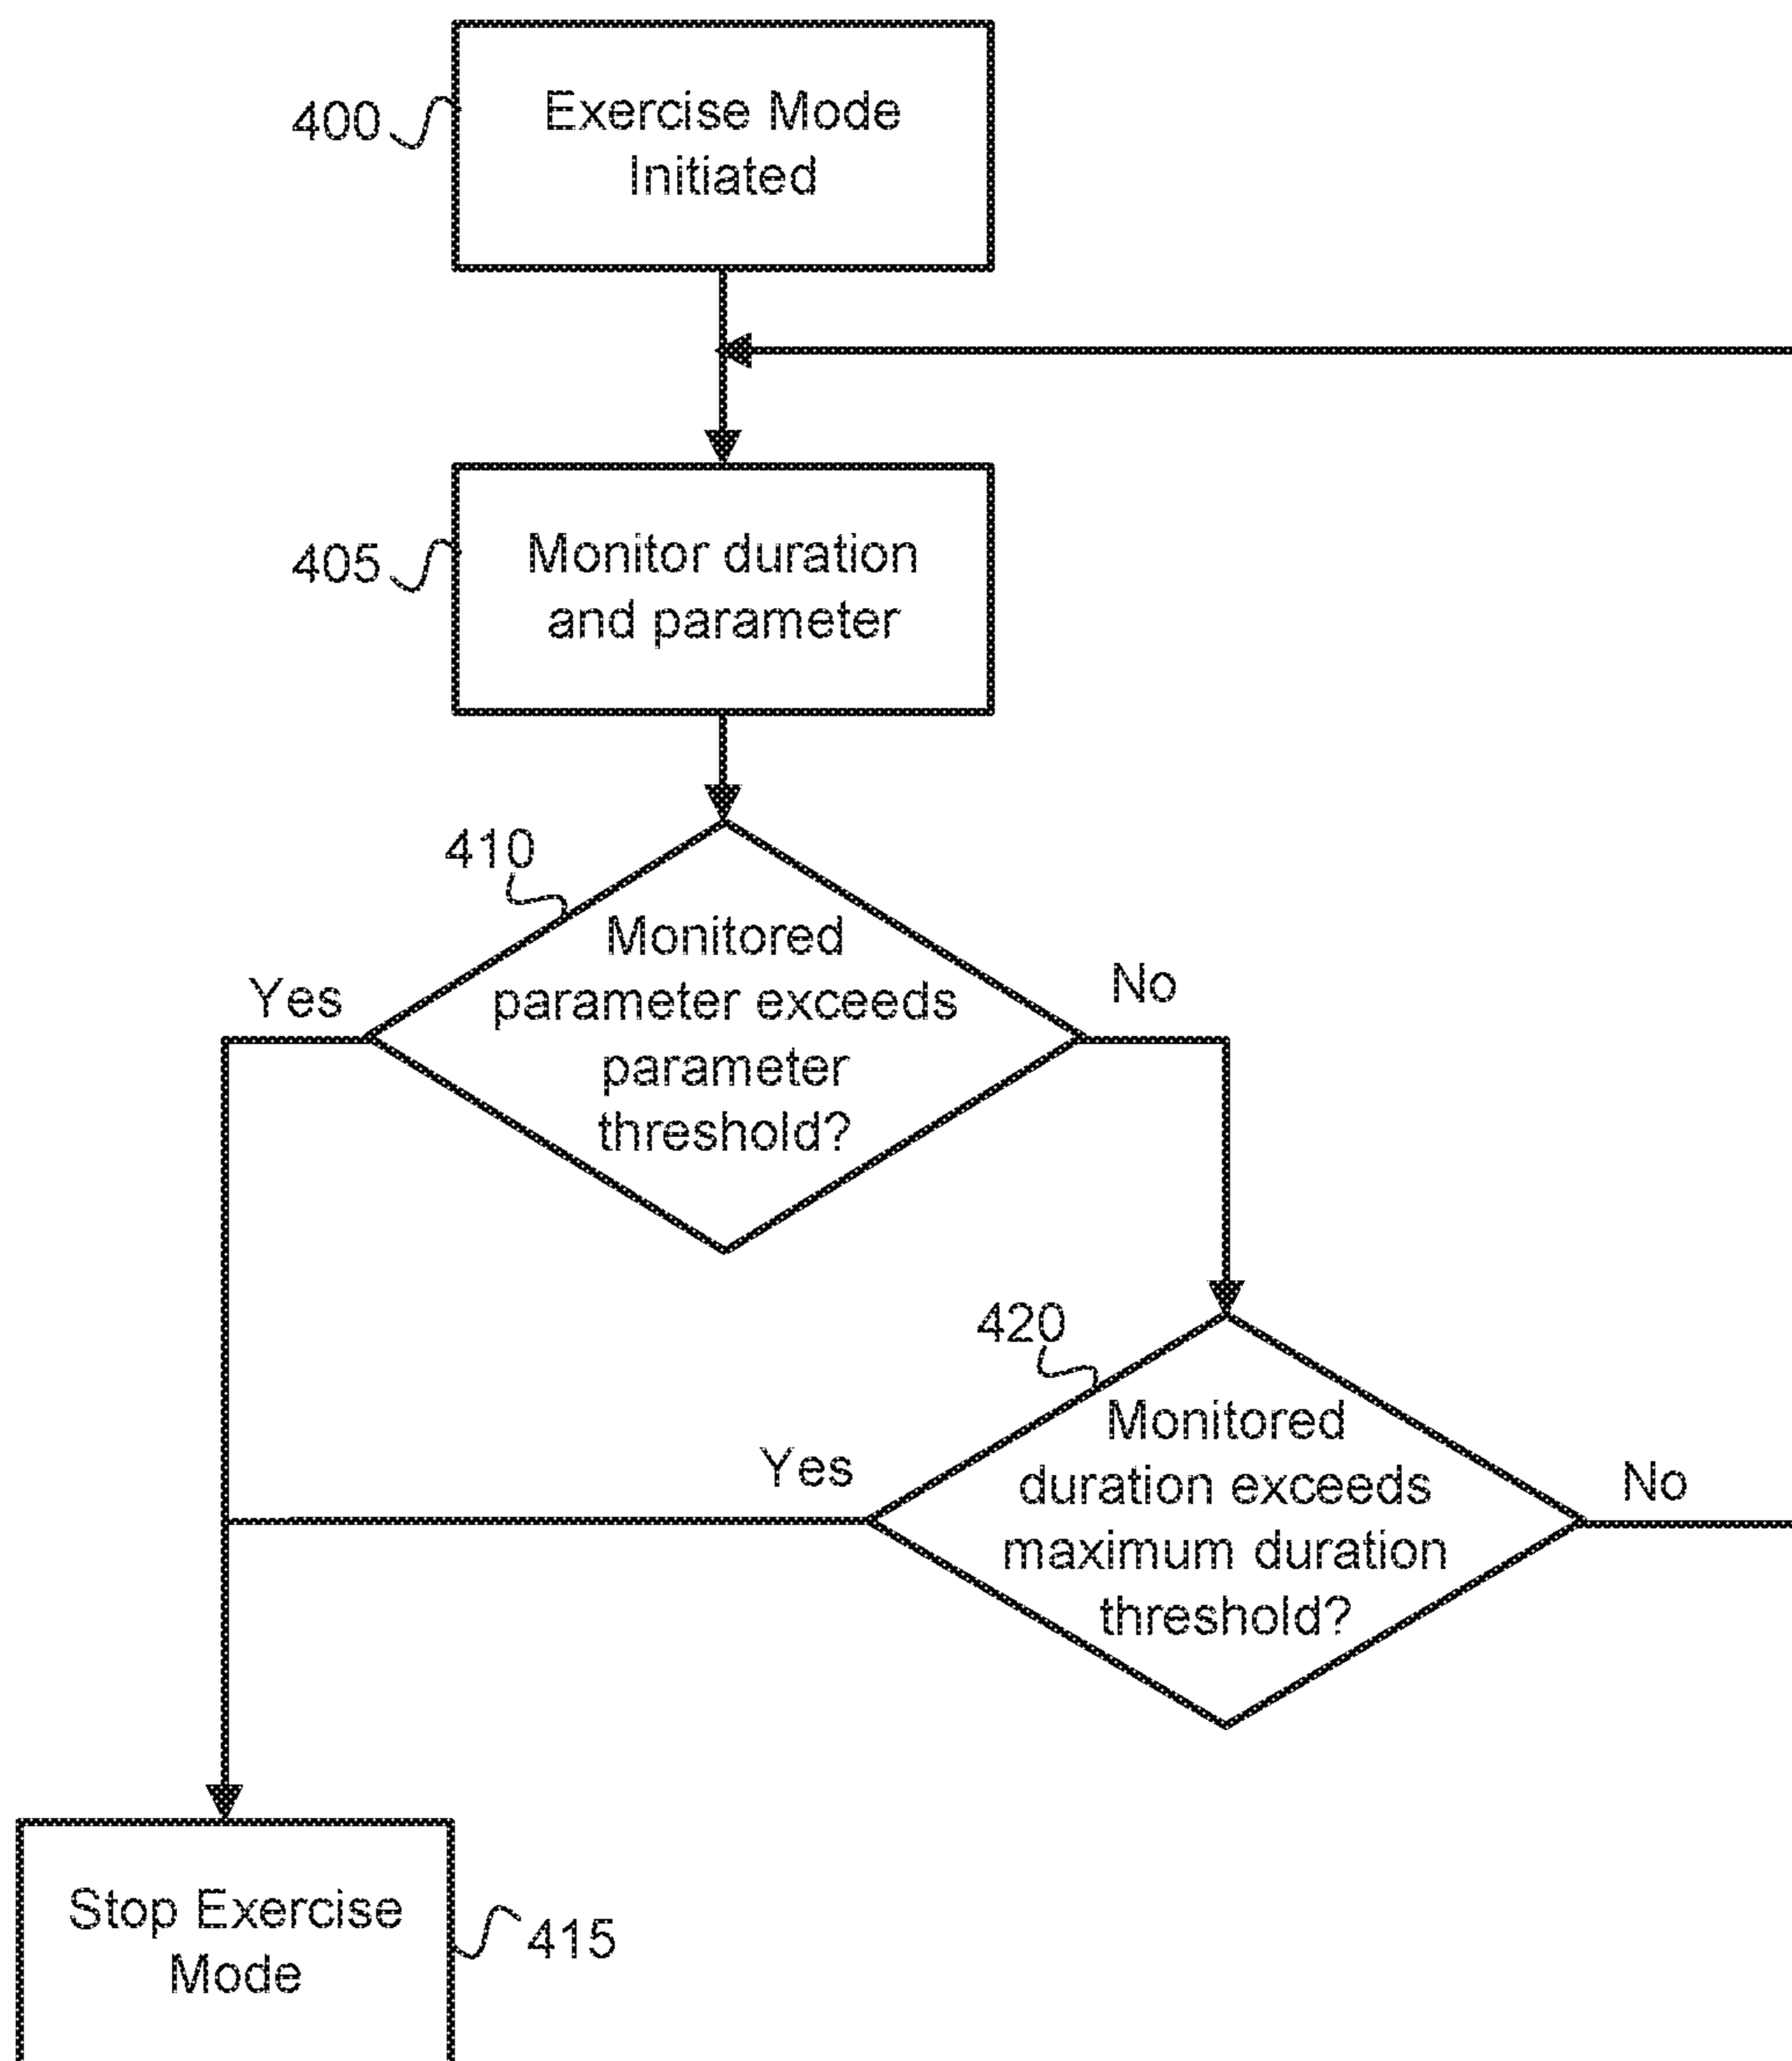 400
Exercise Mode
Initiated
405
Monitor duration
and parameter
410
Monitored
parameter exceeds
parameter
threshold?
Yes
No
420
Monitored
duration exceeds
maximum duration
threshold?
Yes
No
Stop Exercise
Mode
415